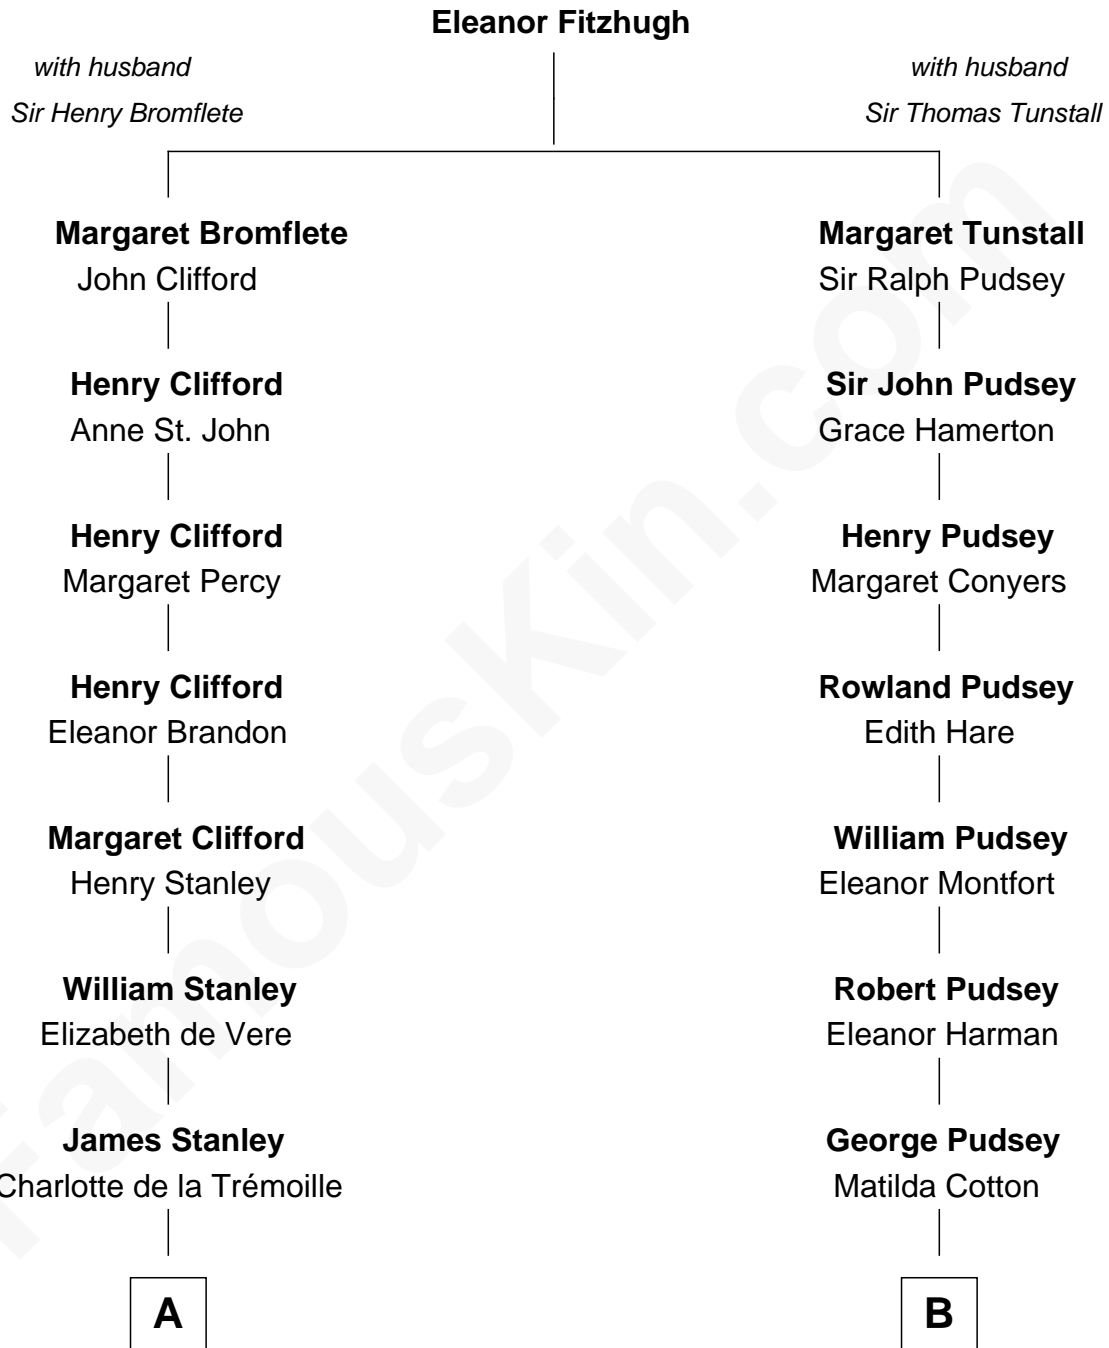 Eleanor Fitzhugh
with husband
Sir Henry Bromflete
with husband
Sir Thomas Tunstall
Margaret Bromflete
John Clifford
Margaret Tunstall
Sir Ralph Pudsey
Henry Clifford
Anne St. John
Sir John Pudsey
Grace Hamerton
Henry Clifford
Margaret Percy
Henry Pudsey
Margaret Conyers
Henry Clifford
Eleanor Brandon
Rowland Pudsey
Edith Hare
Margaret Clifford
Henry Stanley
William Pudsey
Eleanor Montfort
William Stanley
Elizabeth de Vere
Robert Pudsey
Eleanor Harman
James Stanley
Charlotte de la Trémoille
George Pudsey
Matilda Cotton
A
B
FamousKin.com